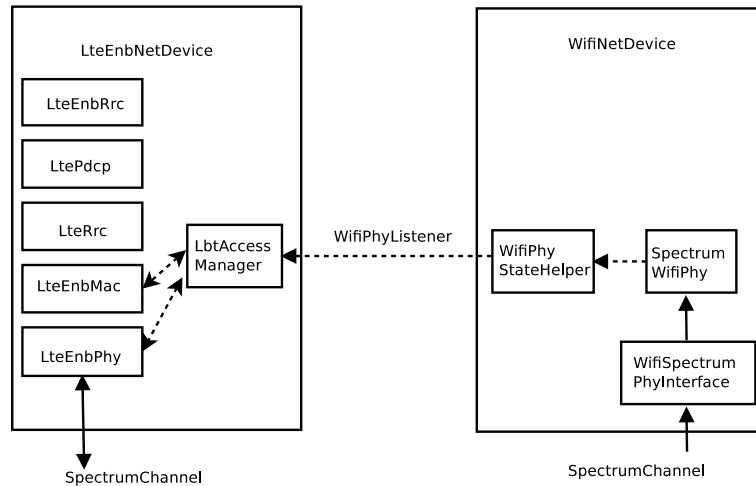 LteEnbNetDevice
LteEnbRrc
LtePdcp
LteRrc
LteEnbMac
LteEnbPhy
LbtAccess
Manager
SpectrumChannel
WifiPhyListener
WifiNetDevice
WifiPhy
StateHelper
Spectrum
WifiPhy
WifiSpectrum
PhyInterface
SpectrumChannel